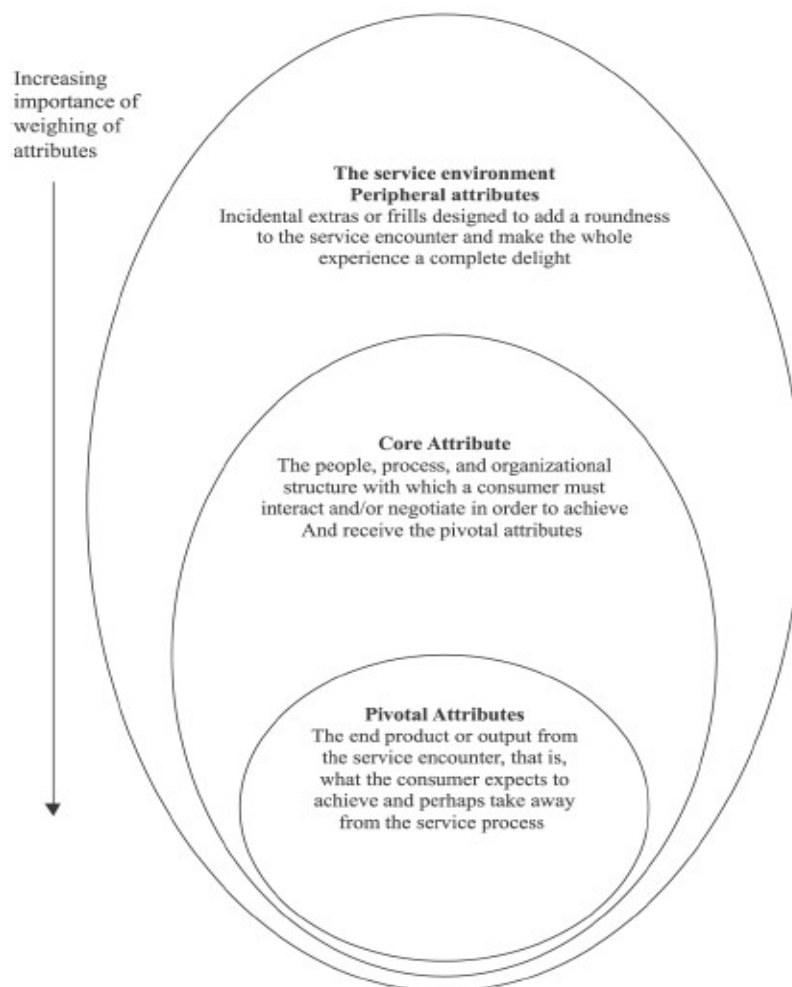 Increasing
importance of
weighing of
attributes
The service environment
Peripheral attributes
Incidental extras or frills designed to add a roundness
to the service encounter and make the whole
experience a complete delight
Core Attribute
The people, process, and organizational
structure with which a consumer must
interact and/or negotiate in order to achieve
And receive the pivotal attributes
Pivotal Attributes
The end product or output from
the service encounter, that is,
what the consumer expects to
achieve and perhaps take away
from the service process